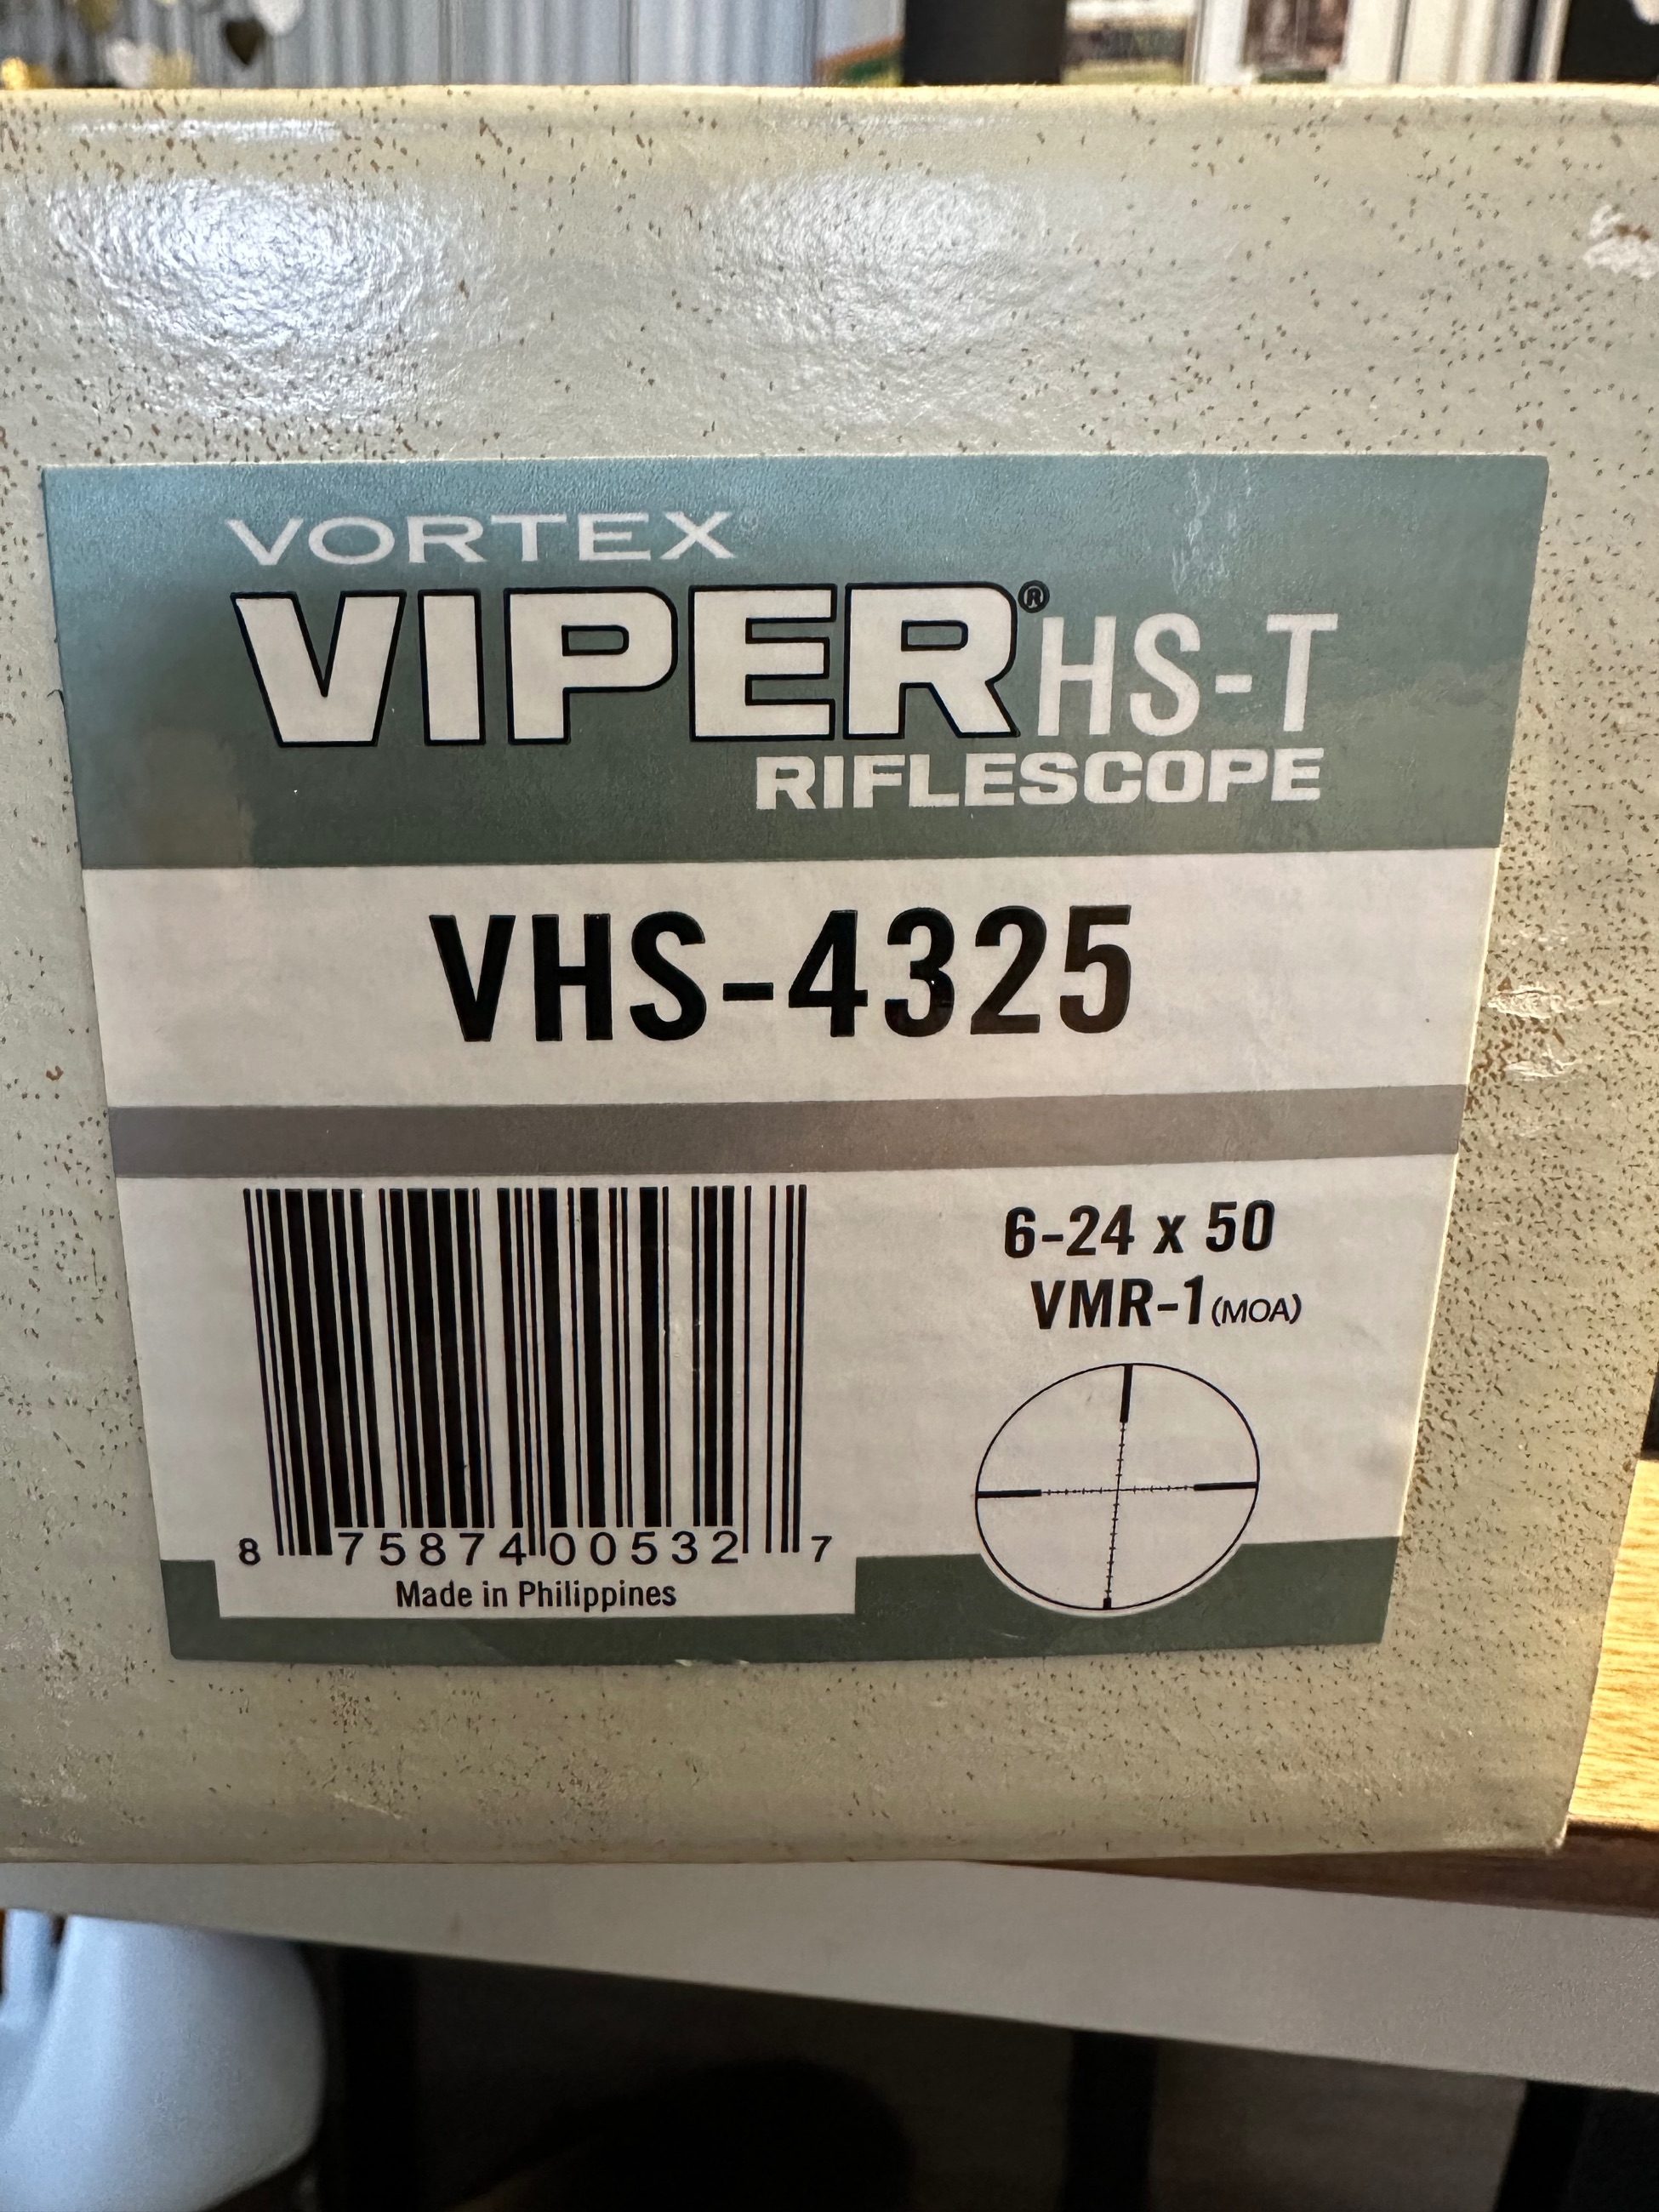 VORTEX®
VIPER® HS-T
RIFLESCOPE
VHS-4325
6-24 x 50
VMR-1 (MOA)
8 75874 00532 7
Made in Philippines